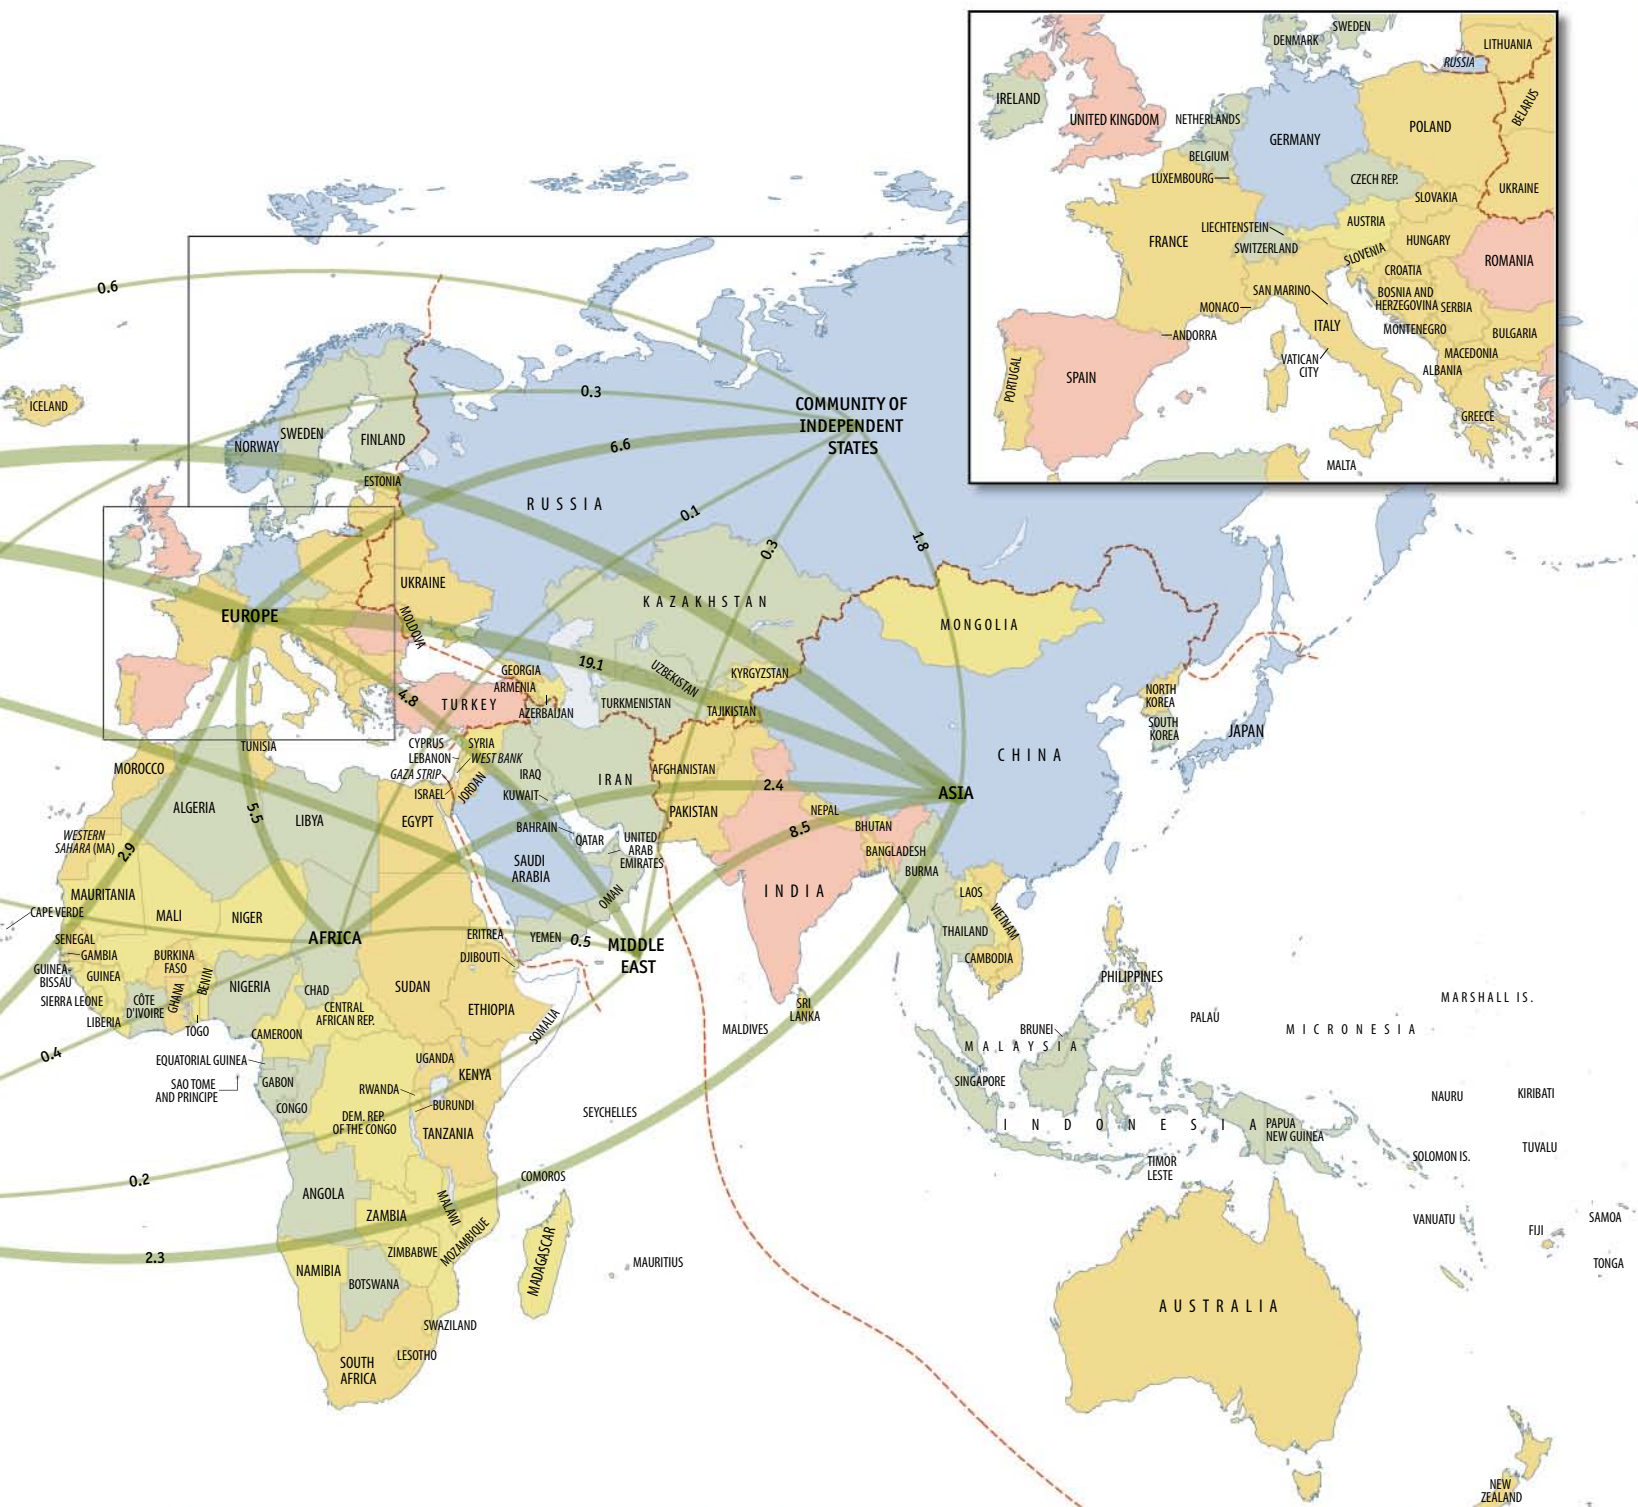 SWEDEN
DENMARK
LITHUANIA
RUSSIA
IRELAND
UNITED KINGDOM
NETHERLANDS
BELARUS
POLAND
GERMANY
BELGIUM
LUXEMBOURG
CZECH REP.
SLOVAKIA
UKRAINE
AUSTRIA
LIECHTENSTEIN
FRANCE
SWITZERLAND
HUNGARY
SLOVENIA
ROMANIA
CROATIA
SAN MARINO
BOSNIA AND
HERZEGOVINA
SERBIA
MONACO
ITALY
MONTENEGRO
BULGARIA
ANDORRA
MACEDONIA
VATICAN
CITY
ALBANIA
PORTUGAL
SPAIN
GREECE
MALTA
0.6
0.3
COMMUNITY OF
INDEPENDENT
STATES
ICELAND
NORWAY
SWEDEN
FINLAND
6.6
ESTONIA
RUSSIA
0.1
0.3
1.8
UKRAINE
KAZAKHSTAN
EUROPE
MOLDOVA
MONGOLIA
19.1
GEORGIA
ARMENIA
UZBEKISTAN
KYRGYZSTAN
4.8
TURKEY
AZERBAIJAN
TURKMENISTAN
TAJIKISTAN
NORTH
KOREA
SOUTH
KOREA
JAPAN
TUNISIA
CYPRUS
SYRIA
LEBANON
WEST BANK
MOROCCO
GAZA STRIP
IRAQ
IRAN
AFGHANISTAN
CHINA
ISRAEL
JORDAN
KUWAIT
2.4
ASIA
ALGERIA
5.5
LIBYA
EGYPT
PAKISTAN
NEPAL
WESTERN
SAHARA (MA)
2.9
BAHRAIN
QATAR
UNITED
ARAB
EMIRATES
8.5
BHUTAN
BANGLADESH
SAUDI
ARABIA
BURMA
MAURITANIA
INDIA
LAOS
OMAN
CAPE VERDE
MALI
NIGER
VIETNAM
SENEGAL
AFRICA
ERITREA
YEMEN
0.5
MIDDLE
EAST
THAILAND
GAMBIA
BURKINA
FASO
DJIBOUTI
CAMBODIA
GUINEA-
BISSAU
GUINEA
BENIN
NIGERIA
CHAD
SUDAN
PHILIPPINES
SIERRA LEONE
CÔTE
D'IVOIRE
GHANA
CENTRAL
AFRICAN REP.
ETHIOPIA
SRI
LANKA
MARSHALL IS.
LIBERIA
TOGO
CAMEROON
SOMALIA
MALDIVES
PALAU
MICRONESIA
BRUNEI
MALAYSIA
0.4
EQUATORIAL GUINEA
UGANDA
KENYA
SAO TOME
AND PRINCIPE
GABON
RWANDA
SINGAPORE
NAURU
KIRIBATI
CONGO
BURUNDI
SEYCHELLES
DEM. REP.
OF THE CONGO
TANZANIA
INDONESIA
PAPUA
NEW GUINEA
TUVALU
SOLOMON IS.
TIMOR
LESTE
0.2
COMOROS
ANGOLA
MALAWI
ZAMBIA
VANUATU
SAMOA
FIJI
2.3
ZIMBABWE
MOZAMBIQUE
MADAGASCAR
MAURITIUS
TONGA
NAMIBIA
BOTSWANA
AUSTRALIA
SWAZILAND
LESOTHO
SOUTH
AFRICA
NEW
ZEALAND